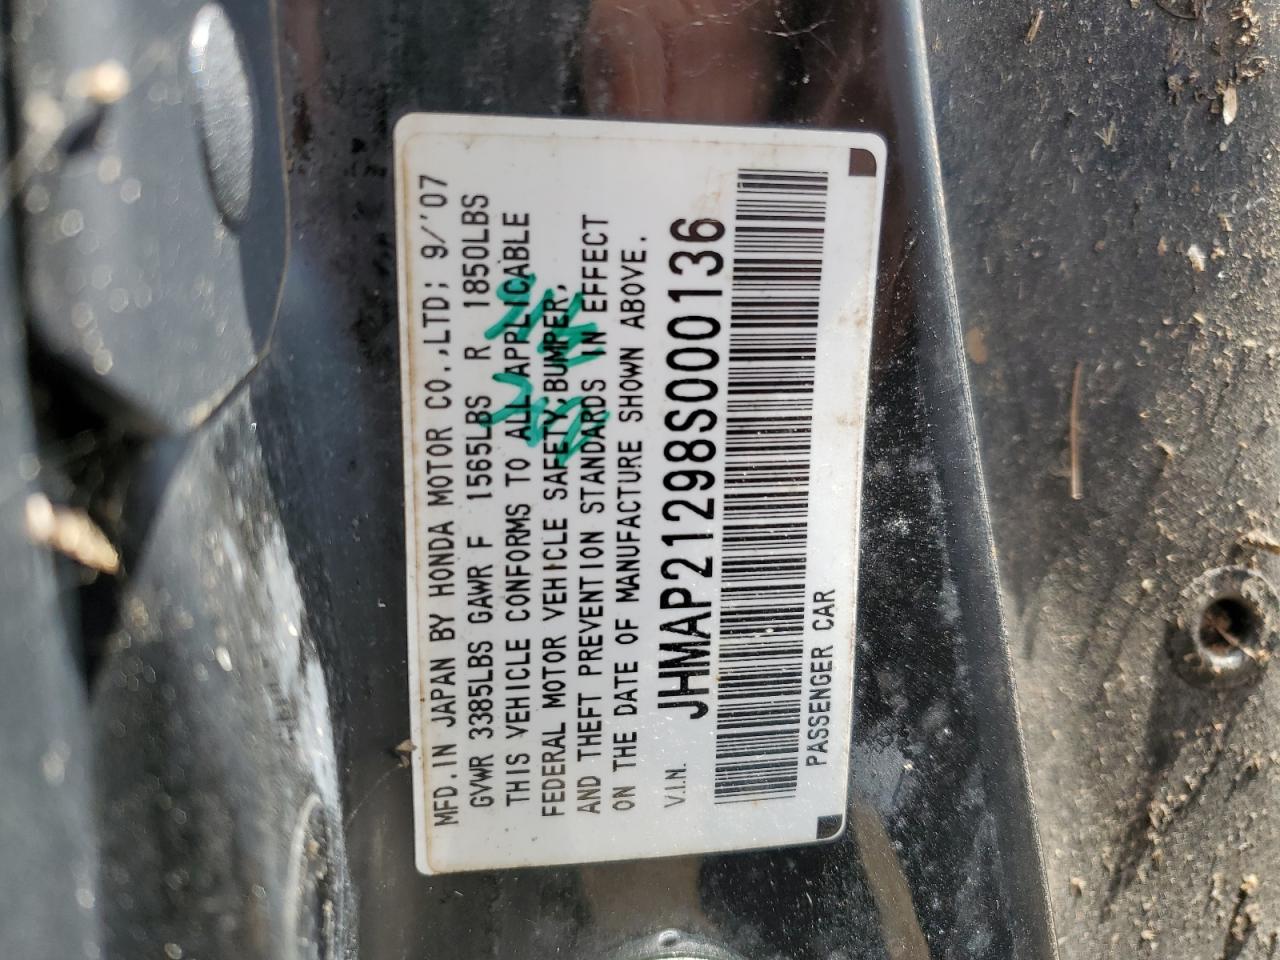 MFD. IN JAPAN BY HONDA MOTOR CO.,LTD; 9/'07
GVWR 3385LBS GAWR F 1565LBS R 1850LBS
THIS VEHICLE CONFORMS TO ALL APPLICABLE
FEDERAL MOTOR VEHICLE SAFETY, BUMPER,
AND THEFT PREVENTION STANDARDS IN EFFECT
ON THE DATE OF MANUFACTURE SHOWN ABOVE.
V.I.N. JHMAP21298S000136
PASSENGER CAR